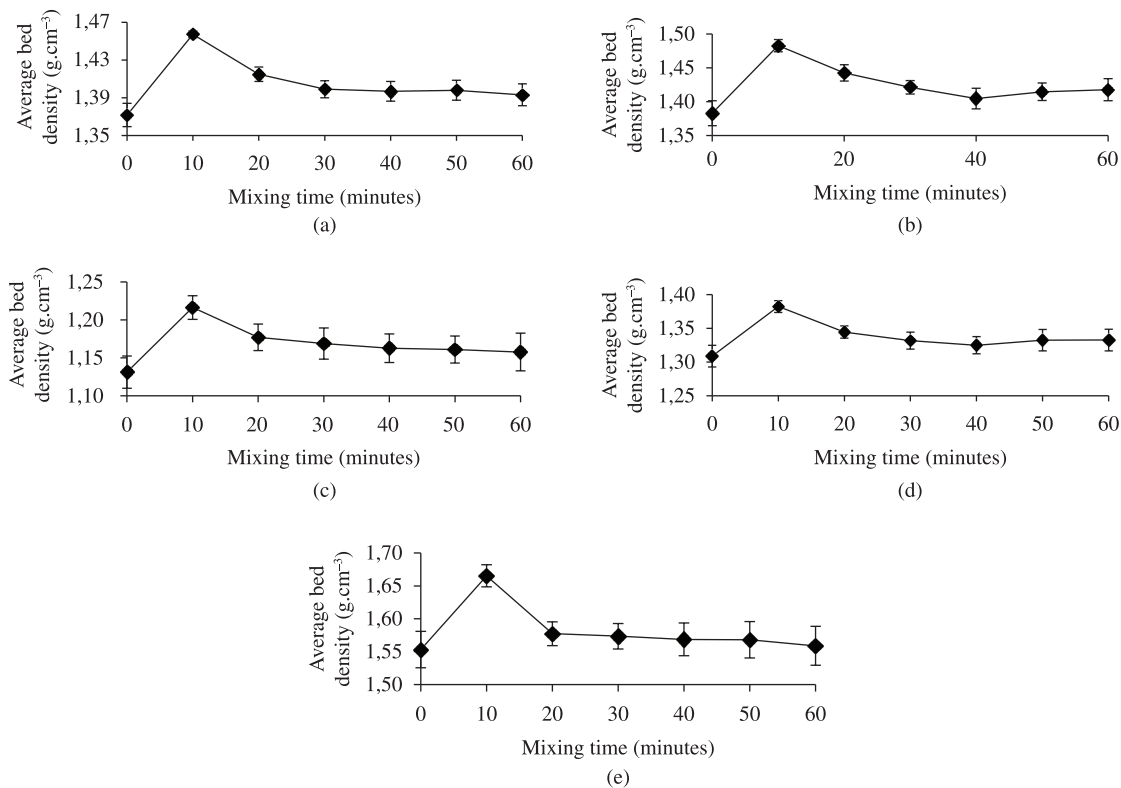 Average bed
density (g.cm–3)
1,47
1,43
1,39
1,35
0 10 20 30 40 50 60
Mixing time (minutes)
(a)
Average bed
density (g.cm–3)
1,50
1,45
1,40
1,35
0 20 40 60
Mixing time (minutes)
(b)
Average bed
density (g.cm–3)
1,25
1,20
1,15
1,10
0 10 20 30 40 50 60
Mixing time (minutes)
(c)
Average bed
density (g.cm–3)
1,40
1,35
1,30
1,25
0 10 20 30 40 50 60
Mixing time (minutes)
(d)
Average bed
density (g.cm–3)
1,70
1,65
1,60
1,55
1,50
0 10 20 30 40 50 60
Mixing time (minutes)
(e)